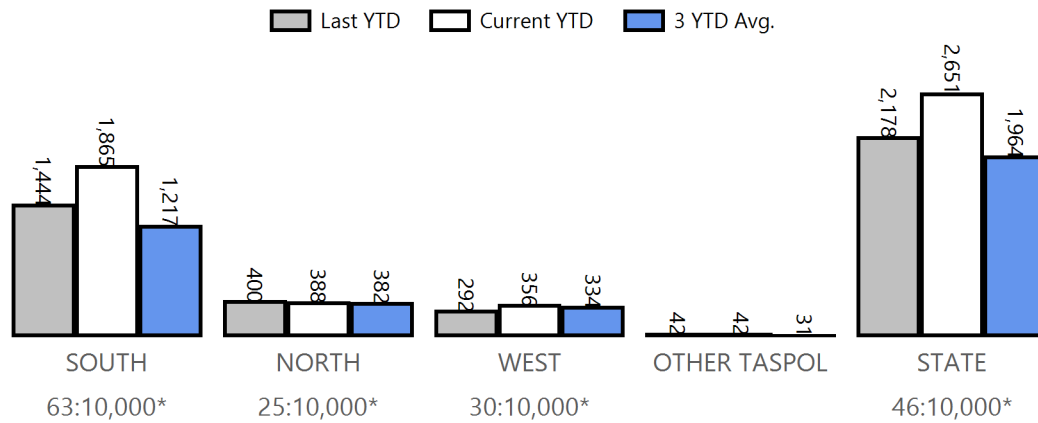 Last YTD Current YTD 3 YTD Avg.
1,444 1,865 1,217 400 388 382 292 356 334 42 42 31 2,178 2,651 1,964
SOUTH NORTH WEST OTHER TASPOL STATE
63:10,000* 25:10,000* 30:10,000* 46:10,000*